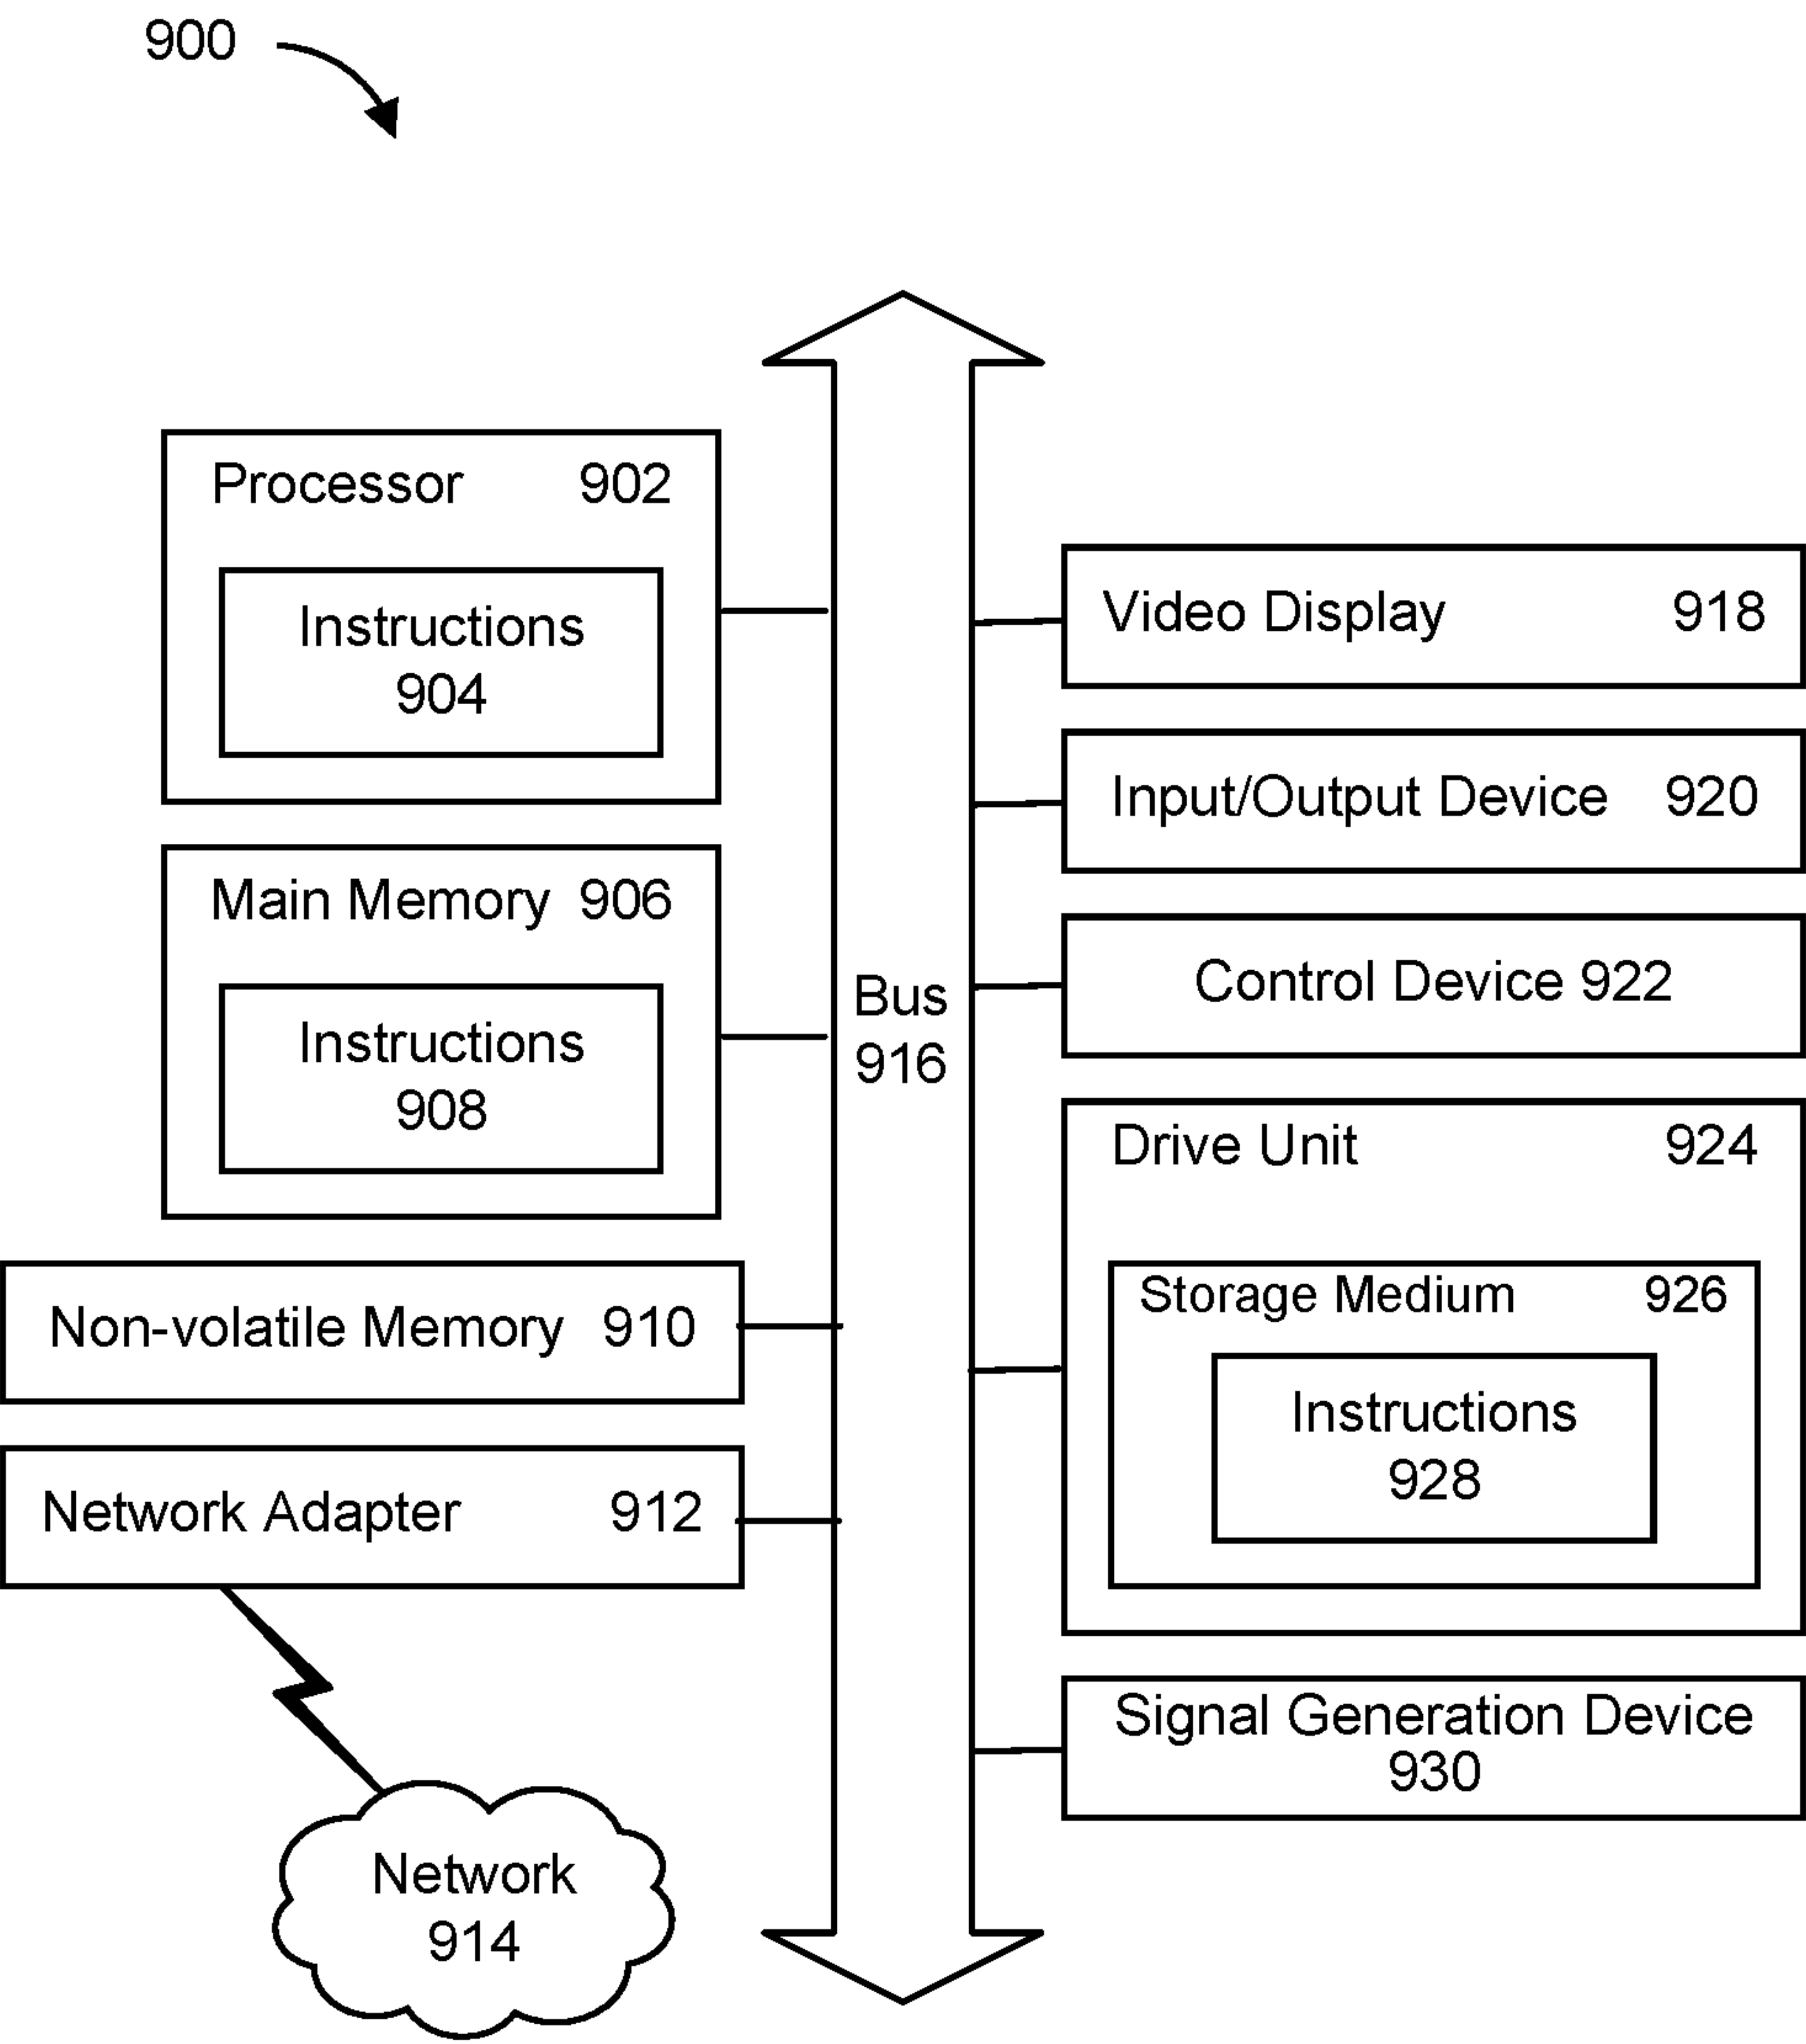 900
Processor 902
Instructions
904
Main Memory 906
Instructions
908
Non-volatile Memory 910
Network Adapter 912
Network
914
Bus
916
Video Display 918
Input/Output Device 920
Control Device 922
Drive Unit 924
Storage Medium 926
Instructions
928
Signal Generation Device
930